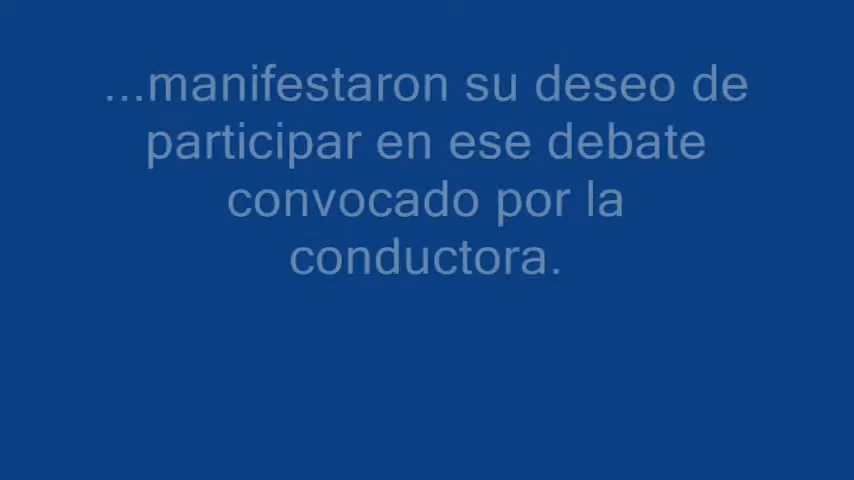 ...manifestaron su deseo de
participar en ese debate
convocado por la
conductora.